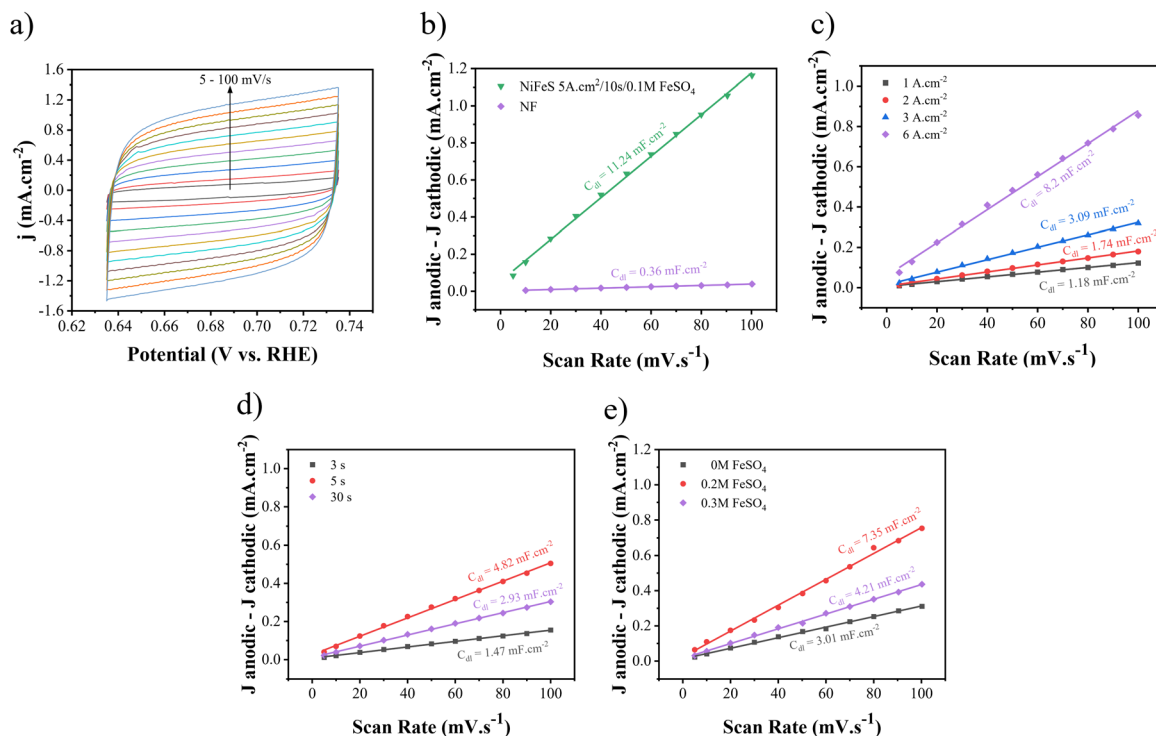 a)
5 - 100 mV/s
1.6
1.2
0.8
0.4
0.0
-0.4
-0.8
-1.2
-1.6
0.62 0.64 0.66 0.68 0.70 0.72 0.74
j (mA.cm⁻²)
Potential (V vs. RHE)
b)
NiFeS 5A.cm²/10s/0.1M FeSO₄
NF
C_dl = 11.24 mF.cm⁻²
C_dl = 0.36 mF.cm⁻²
1.2
1.0
0.8
0.6
0.4
0.2
0.0
0 20 40 60 80 100
J anodic - J cathodic (mA.cm⁻²)
Scan Rate (mV.s⁻¹)
c)
1 A.cm⁻²
2 A.cm⁻²
3 A.cm⁻²
6 A.cm⁻²
C_dl = 8.2 mF.cm⁻²
C_dl = 3.09 mF.cm⁻²
C_dl = 1.74 mF.cm⁻²
C_dl = 1.18 mF.cm⁻²
1.0
0.8
0.6
0.4
0.2
0.0
0 20 40 60 80 100
J anodic - J cathodic (mA.cm⁻²)
Scan Rate (mV.s⁻¹)
d)
3 s
5 s
30 s
C_dl = 4.82 mF.cm⁻²
C_dl = 2.93 mF.cm⁻²
C_dl = 1.47 mF.cm⁻²
1.0
0.8
0.6
0.4
0.2
0.0
0 20 40 60 80 100
J anodic - J cathodic (mA.cm⁻²)
Scan Rate (mV.s⁻¹)
e)
0M FeSO₄
0.2M FeSO₄
0.3M FeSO₄
C_dl = 7.35 mF.cm⁻²
C_dl = 4.21 mF.cm⁻²
C_dl = 3.01 mF.cm⁻²
1.0
0.8
0.6
0.4
0.2
0.0
0 20 40 60 80 100
J anodic - J cathodic (mA.cm⁻²)
Scan Rate (mV.s⁻¹)